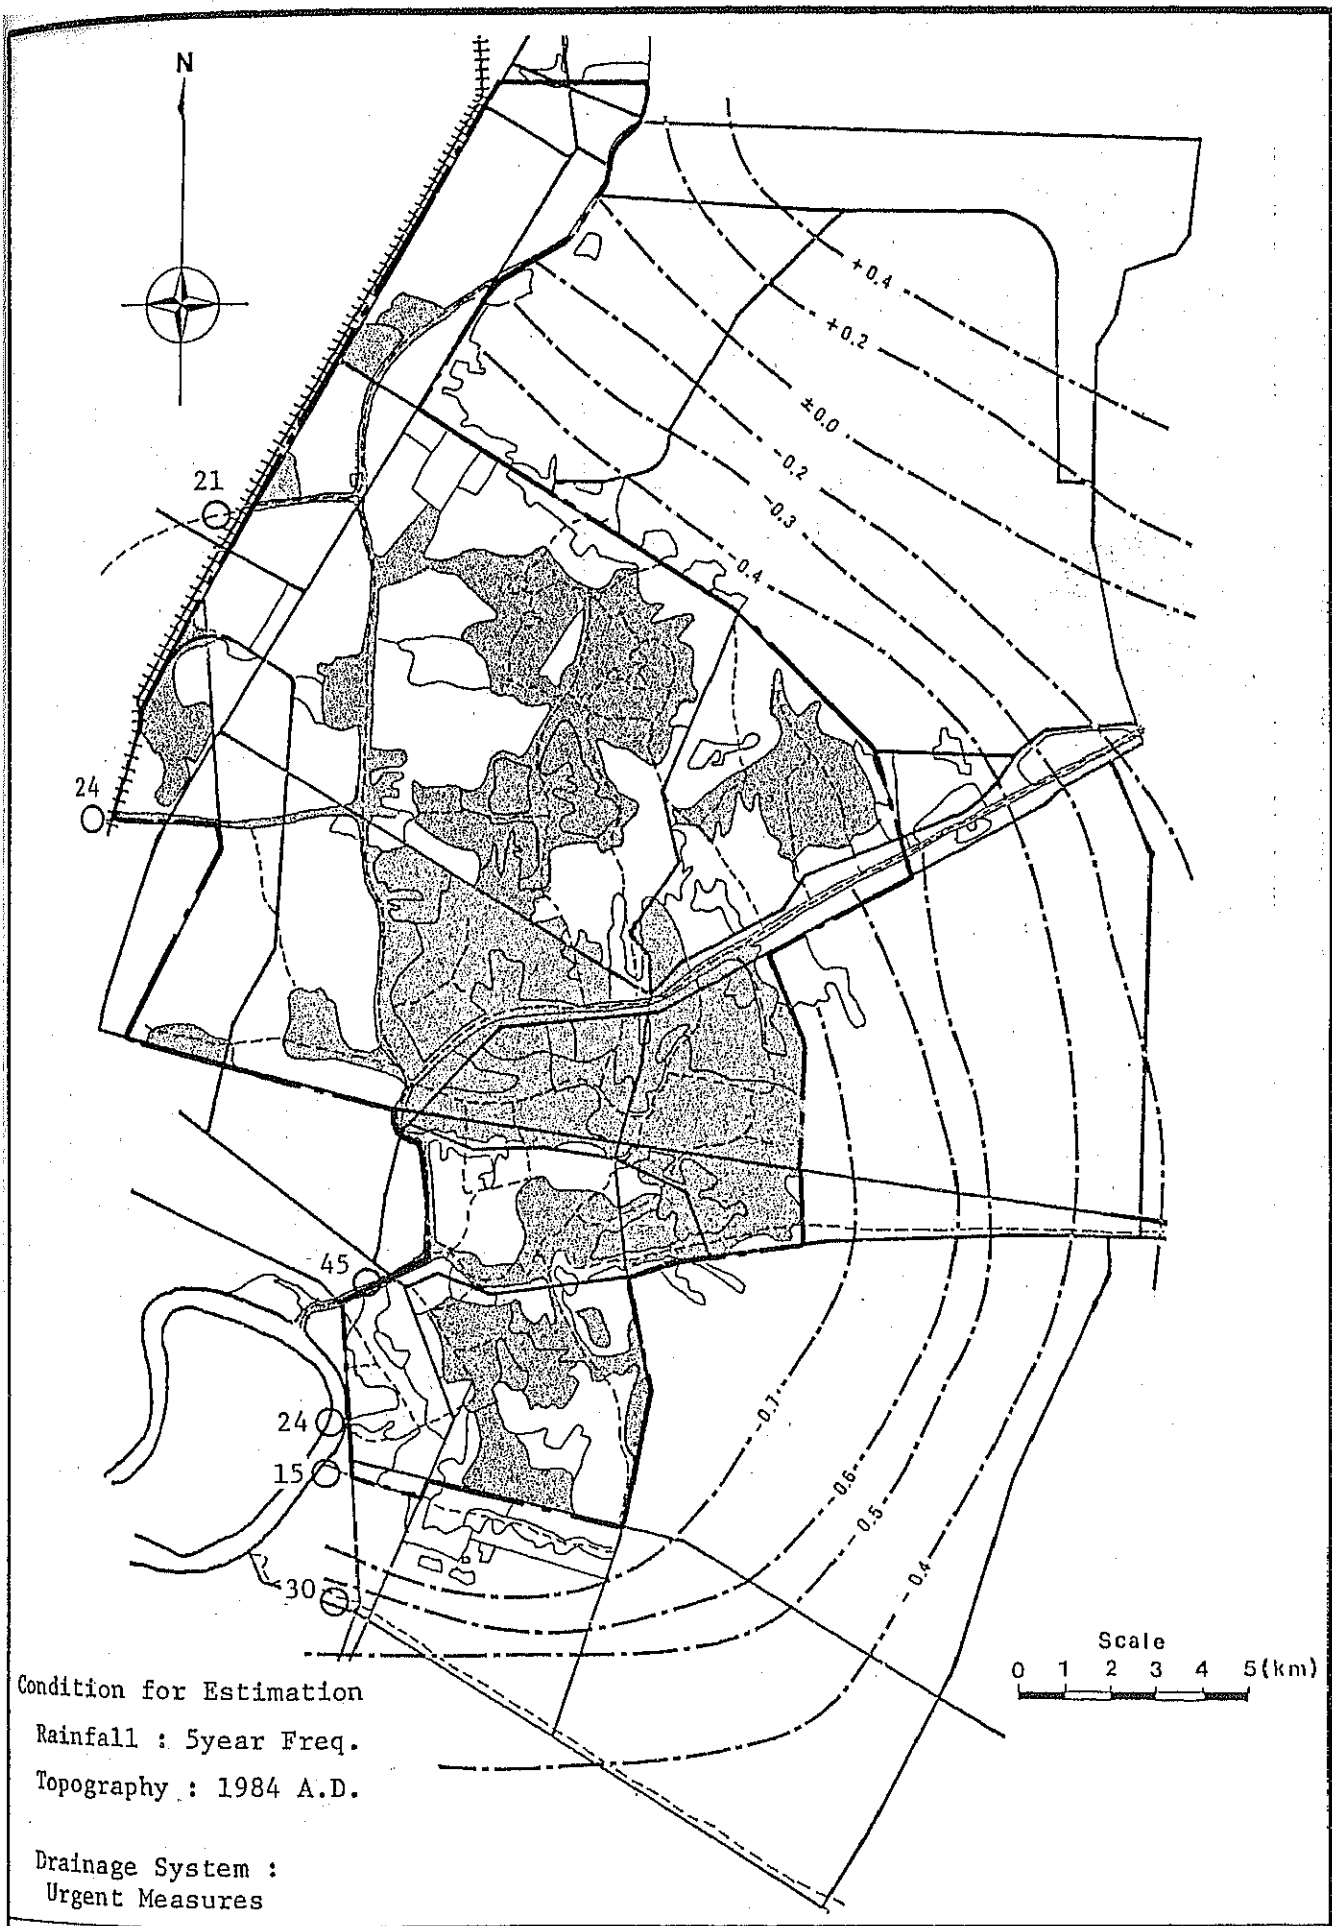 N
+0.4
+0.2
±0.0
-0.2
-0.3
-0.4
21
24
45
24
15
30
-0.7
-0.6
-0.5
-0.4
Scale
0 1 2 3 4 5(km)
Condition for Estimation
Rainfall : 5year Freq.
Topography : 1984 A.D.
Drainage System :
Urgent Measures